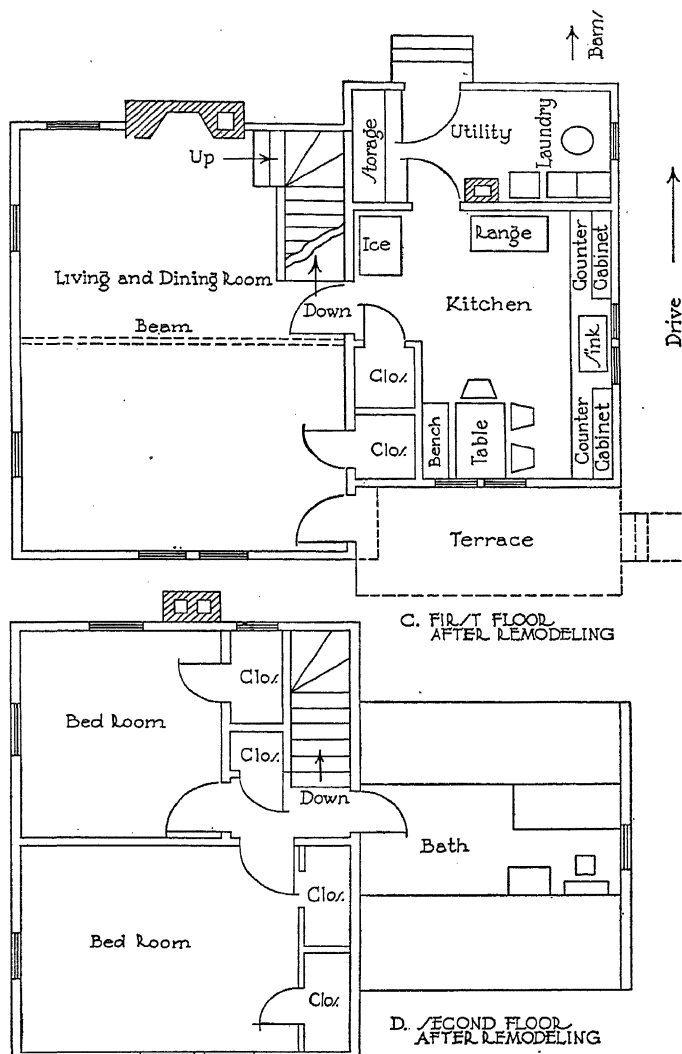 Barn
Storage
Utility
Laundry
Up
Ice
Range
Counter
Cabinet
Living and Dining Room
Down
Kitchen
Drive
Beam
Sink
Clos.
Clos.
Bench
Table
Counter
Cabinet
Terrace
C. FIRST FLOOR
AFTER REMODELING
Clos.
Bed Room
Clos.
Down
Bath
Clos.
Bed Room
Clos.
D. SECOND FLOOR
AFTER REMODELING